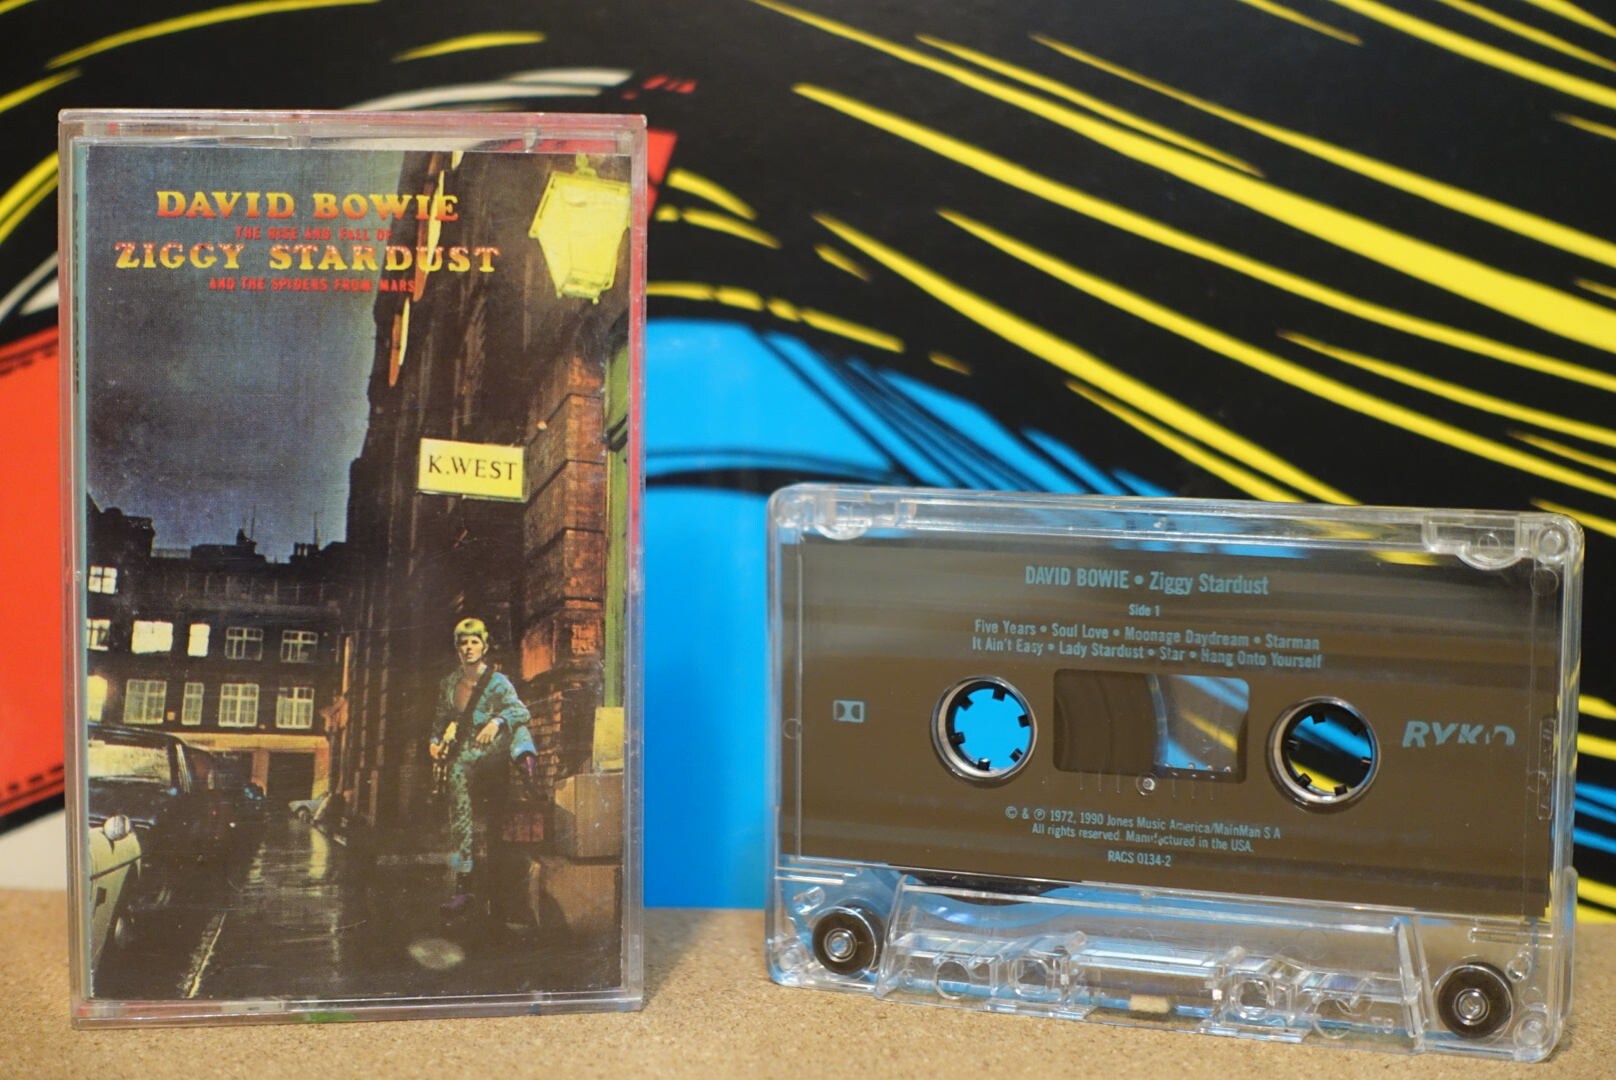 DAVID BOWIE
THE RISE AND FALL OF
ZIGGY STARDUST
AND THE SPIDERS FROM MARS
K.WEST
DAVID BOWIE • Ziggy Stardust
Side 1
Five Years • Soul Love • Moonage Daydream • Starman
It Ain't Easy • Lady Stardust • Star • Hang Onto Yourself
RYKO
© & ℗ 1972, 1990 Jones Music America/MainMan S A
All rights reserved. Manufactured in the USA.
RACS 0134-2